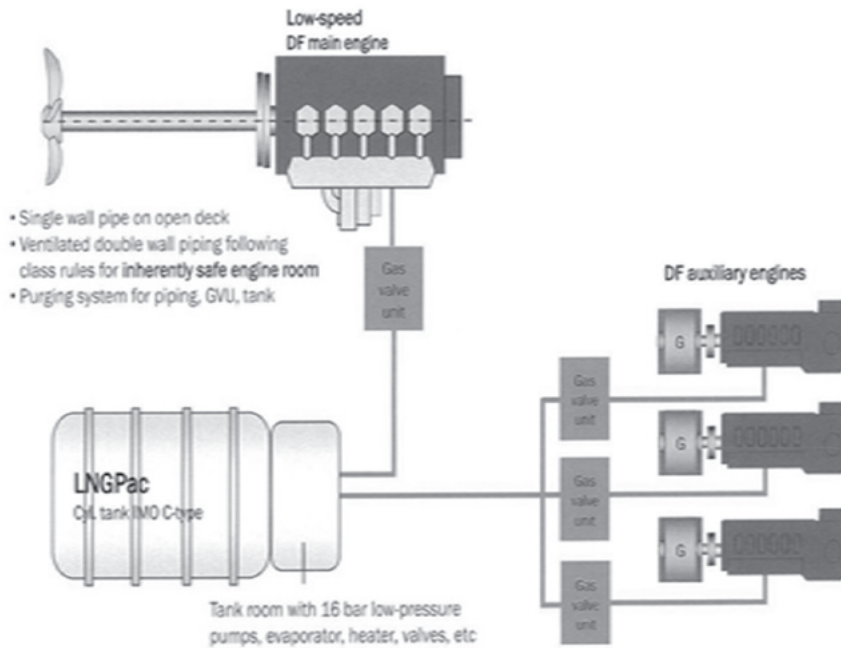 Low-speed
DF main engine
• Single wall pipe on open deck
• Ventilated double wall piping following
class rules for inherently safe engine room
• Purging system for piping, GVU, tank
Gas
valve
unit
DF auxiliary engines
G
Gas
valve
unit
G
Gas
valve
unit
G
Gas
valve
unit
LNGPac
Cyl. tank IMO C-type
Tank room with 16 bar low-pressure
pumps, evaporator, heater, valves, etc